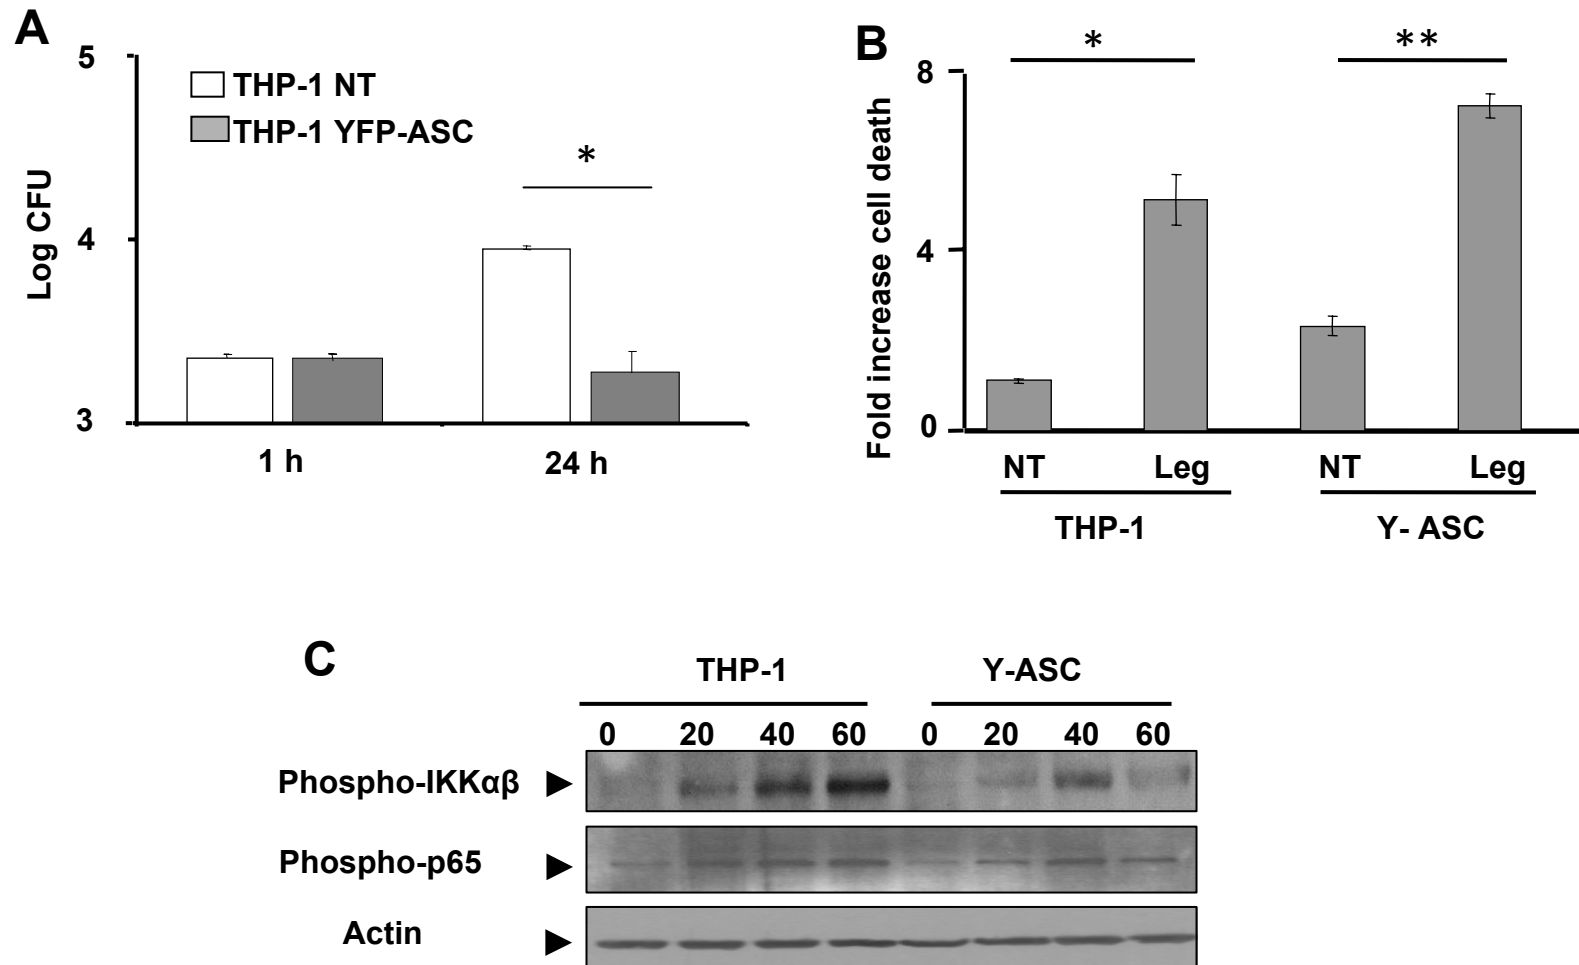 A
5
THP-1 NT
THP-1 YFP-ASC
*
Log CFU
4
3
1 h
24 h
B
*
**
8
Fold increase cell death
4
0
NT
Leg
NT
Leg
THP-1
Y- ASC
C
THP-1
Y-ASC
0 20 40 60 0 20 40 60
Phospho-IKKαβ
Phospho-p65
Actin